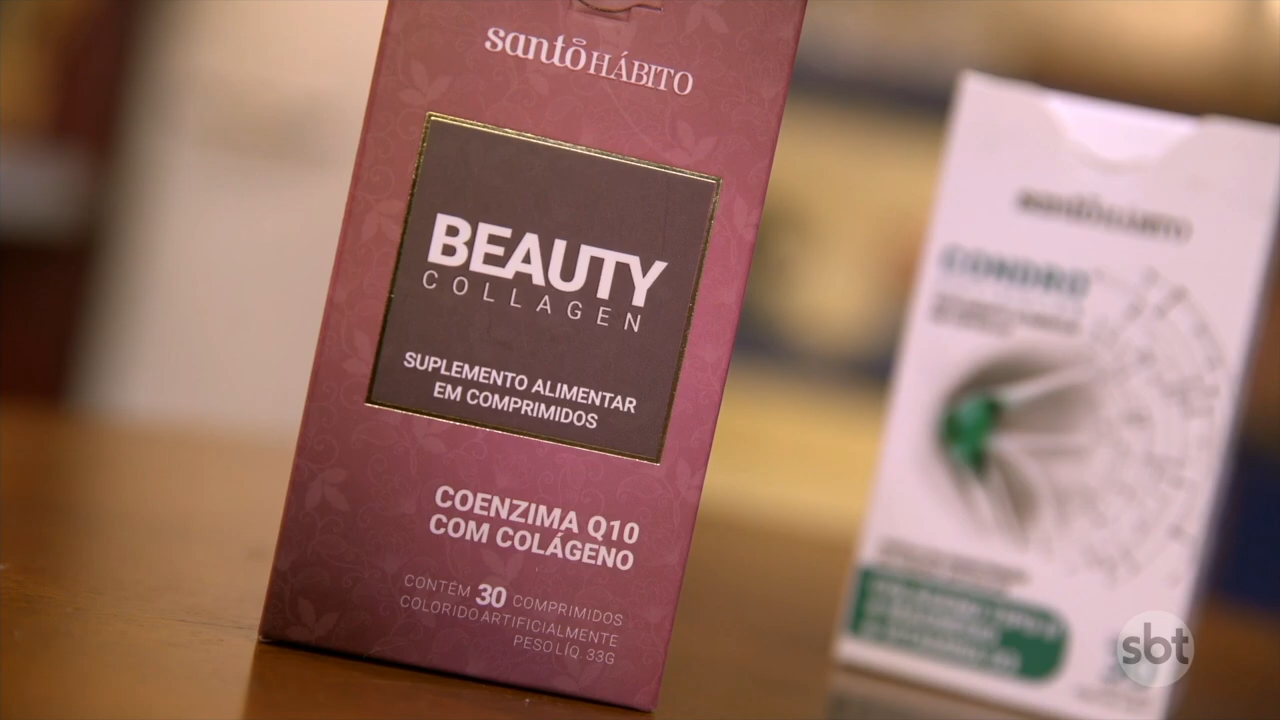 santo HÁBITO
BEAUTY
COLLAGEN
SUPLEMENTO ALIMENTAR
EM COMPRIMIDOS
COENZIMA Q10
COM COLÁGENO
CONTÉM 30 COMPRIMIDOS
COLORIDO ARTIFICIALMENTE
PESO LÍQ. 33G
santo HÁBITO
CONDRO
sbt